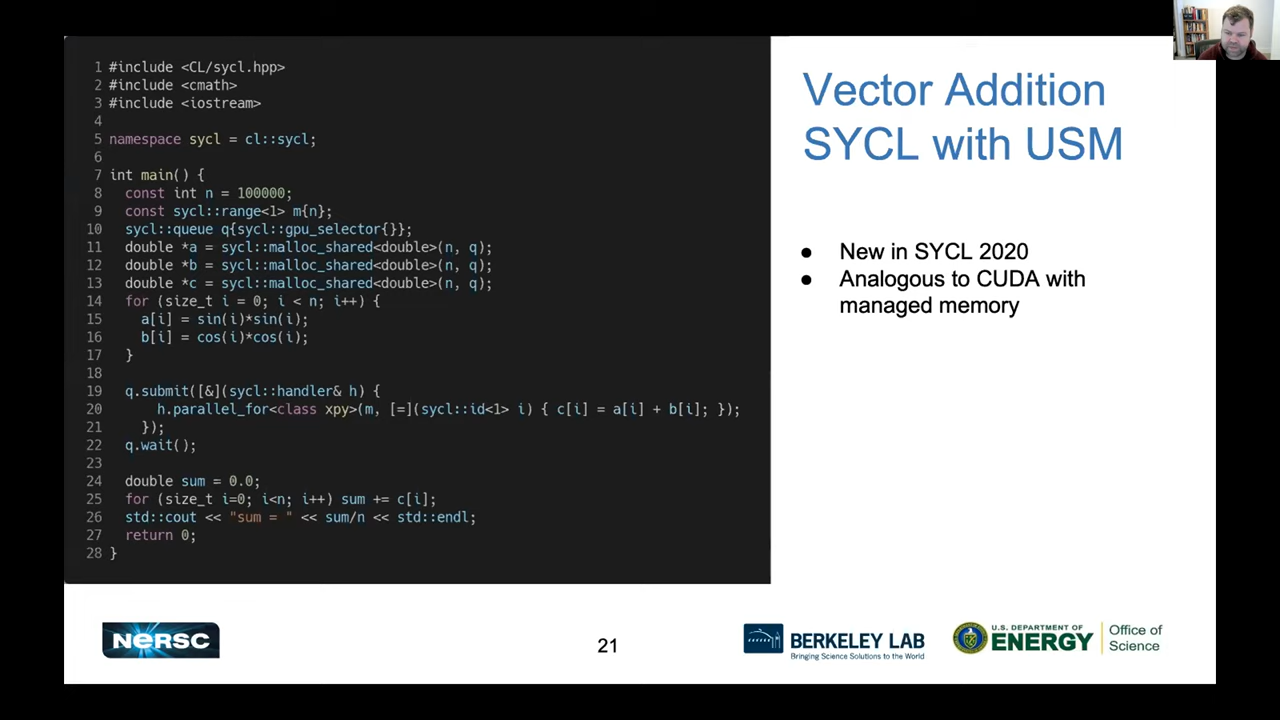 1 #include <CL/sycl.hpp>
2 #include <cmath>
3 #include <iostream>
4
5 namespace sycl = cl::sycl;
6
7 int main() {
8   const int n = 100000;
9   const sycl::range<1> m{n};
10   sycl::queue q{sycl::gpu_selector{}};
11   double *a = sycl::malloc_shared<double>(n, q);
12   double *b = sycl::malloc_shared<double>(n, q);
13   double *c = sycl::malloc_shared<double>(n, q);
14   for (size_t i = 0; i < n; i++) {
15     a[i] = sin(i)*sin(i);
16     b[i] = cos(i)*cos(i);
17   }
18
19   q.submit([&](sycl::handler& h) {
20       h.parallel_for<class xpy>(m, [=](sycl::id<1> i) { c[i] = a[i] + b[i]; });
21     });
22   q.wait();
23
24   double sum = 0.0;
25   for (size_t i=0; i<n; i++) sum += c[i];
26   std::cout << "sum = " << sum/n << std::endl;
27   return 0;
28 }
Vector Addition
SYCL with USM
● New in SYCL 2020
● Analogous to CUDA with
managed memory
NERSC
21
BERKELEY LAB
Bringing Science Solutions to the World
U.S. DEPARTMENT OF
ENERGY
Office of
Science